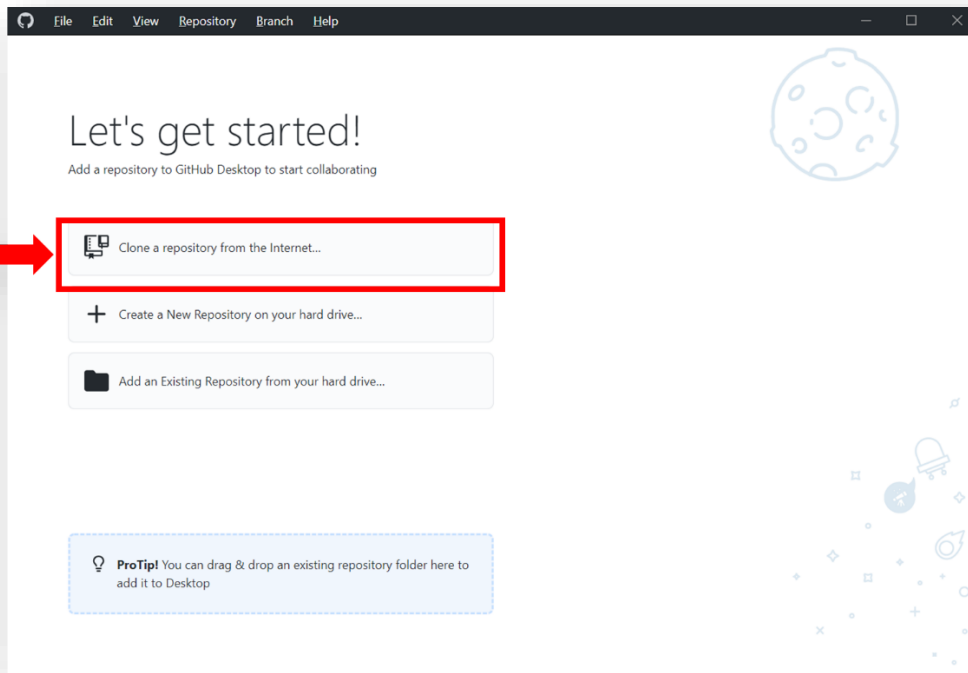 File Edit View Repository Branch Help
Let's get started!
Add a repository to GitHub Desktop to start collaborating
Clone a repository from the Internet...
Create a New Repository on your hard drive...
Add an Existing Repository from your hard drive...
ProTip! You can drag & drop an existing repository folder here to
add it to Desktop